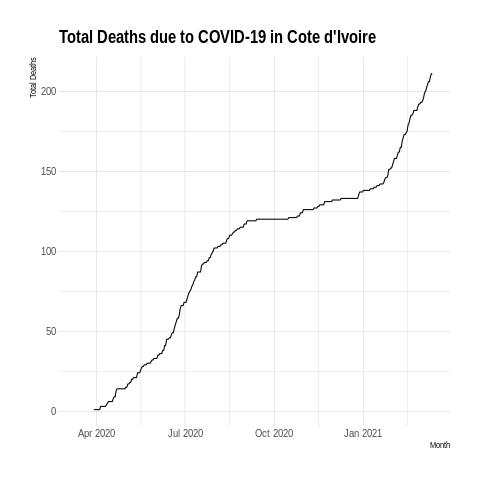 Total Deaths due to COVID-19 in Cote d'Ivoire
Total Deaths
200
150
100
50
0
Apr 2020 Jul 2020 Oct 2020 Jan 2021
Month